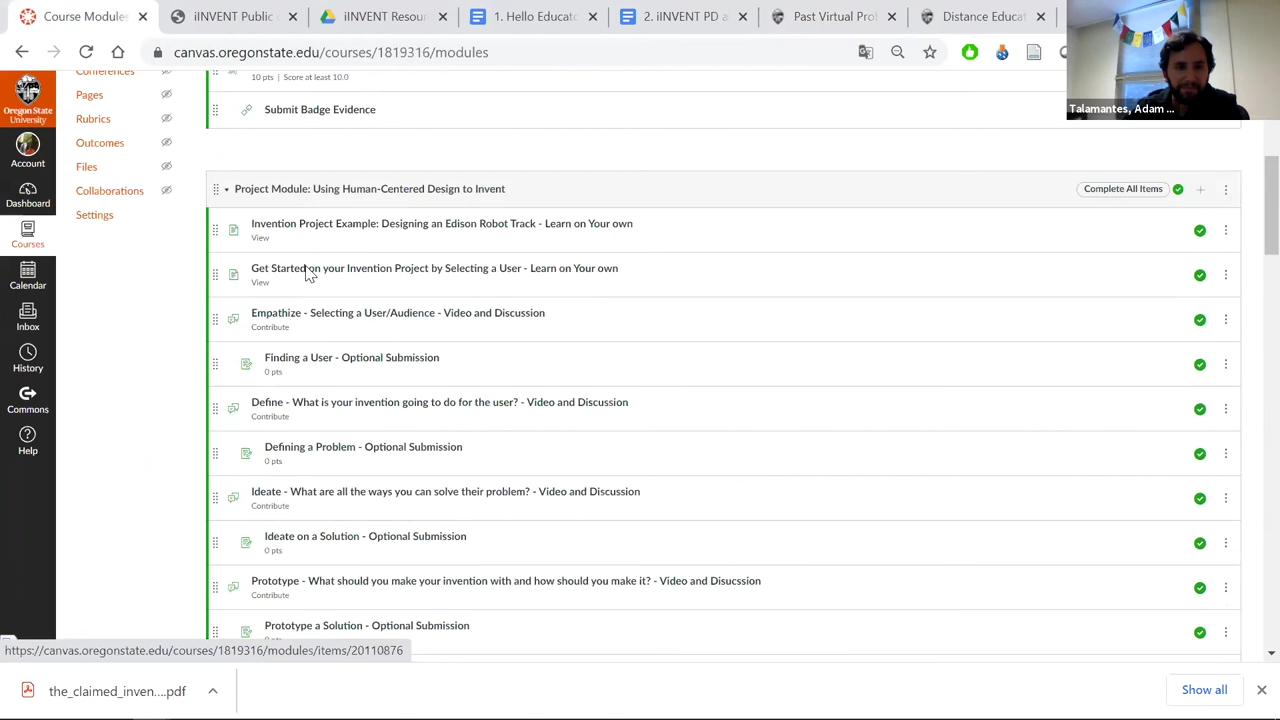 Course Module:
iINVENT Public
iINVENT Resour
1. Hello Educato
2. iINVENT PD a
Past Virtual Pro
Distance Educat
canvas.oregonstate.edu/courses/1819316/modules
Talamantes, Adam ...
Oregon State
University
Account
Dashboard
Courses
Calendar
Inbox
History
Commons
Help
Conferences
Pages
Rubrics
Outcomes
Files
Collaborations
Settings
10 pts | Score at least 10.0
Submit Badge Evidence
Project Module: Using Human-Centered Design to Invent
Complete All Items
Invention Project Example: Designing an Edison Robot Track - Learn on Your own
View
Get Started on your Invention Project by Selecting a User - Learn on Your own
View
Empathize - Selecting a User/Audience - Video and Discussion
Contribute
Finding a User - Optional Submission
0 pts
Define - What is your invention going to do for the user? - Video and Discussion
Contribute
Defining a Problem - Optional Submission
0 pts
Ideate - What are all the ways you can solve their problem? - Video and Discussion
Contribute
Ideate on a Solution - Optional Submission
0 pts
Prototype - What should you make your invention with and how should you make it? - Video and Disucssion
Contribute
Prototype a Solution - Optional Submission
https://canvas.oregonstate.edu/courses/1819316/modules/items/20110876
the_claimed_inven....pdf
Show all